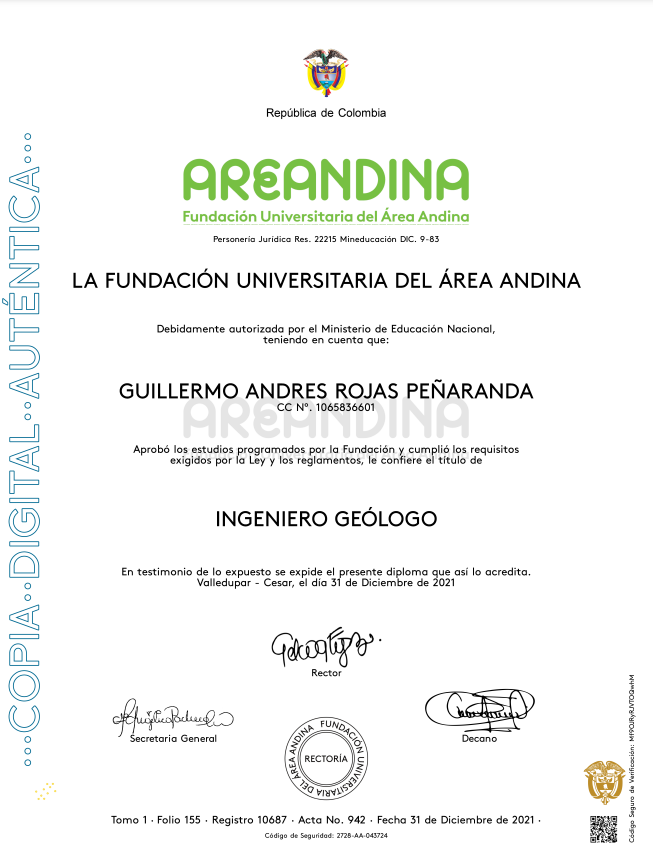 República de Colombia
AREANDINA
Fundación Universitaria del Área Andina
Personería Jurídica Res. 22215 Mineducación DIC. 9-83
LA FUNDACIÓN UNIVERSITARIA DEL ÁREA ANDINA
Debidamente autorizada por el Ministerio de Educación Nacional,
teniendo en cuenta que:
GUILLERMO ANDRES ROJAS PEÑARANDA
CC Nº. 1065836601
AREANDINA
Aprobó los estudios programados por la Fundación y cumplió los requisitos
exigidos por la Ley y los reglamentos, le confiere el título de
INGENIERO GEÓLOGO
En testimonio de lo expuesto se expide el presente diploma que así lo acredita.
Valledupar - Cesar, el día 31 de Diciembre de 2021
Rector
Secretaria General
Decano
FUNDACIÓN UNIVERSITARIA DEL ÁREA ANDINA
RECTORÍA
Tomo 1 · Folio 155 · Registro 10687 · Acta No. 942 · Fecha 31 de Diciembre de 2021 ·
Código de Seguridad: 2728-AA-043724
...COPIA..DIGITAL..AUTÉNTICA...
Código Seguro de Verificación: